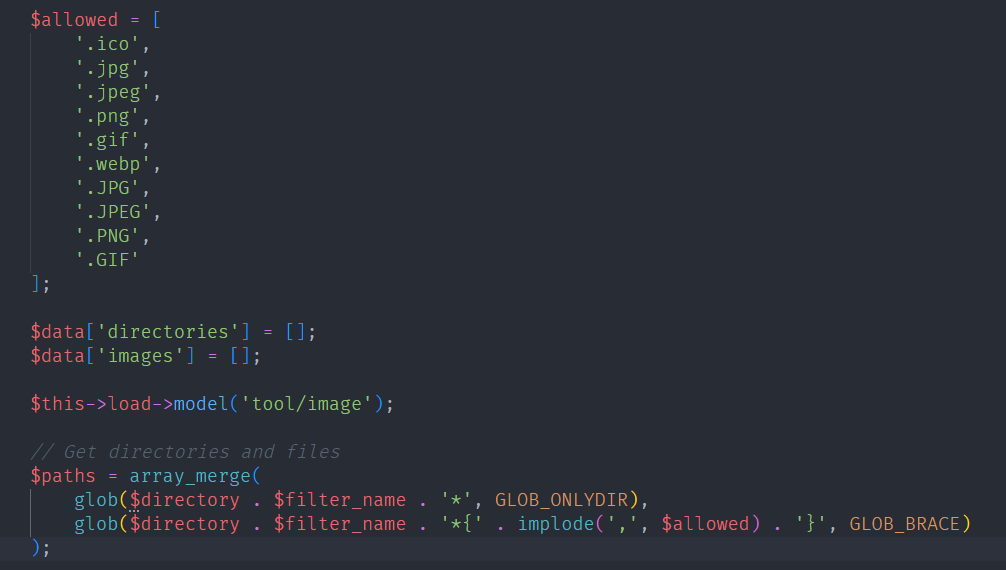 $allowed = [
    '.ico',
    '.jpg',
    '.jpeg',
    '.png',
    '.gif',
    '.webp',
    '.JPG',
    '.JPEG',
    '.PNG',
    '.GIF'
];

$data['directories'] = [];
$data['images'] = [];

$this->load->model('tool/image');

// Get directories and files
$paths = array_merge(
    glob($directory . $filter_name . '*', GLOB_ONLYDIR),
    glob($directory . $filter_name . '*{' . implode(',', $allowed) . '}', GLOB_BRACE)
);